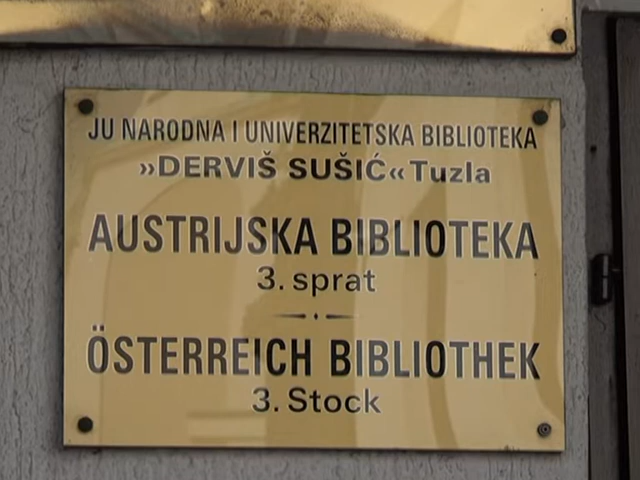 JU NARODNA I UNIVERZITETSKA BIBLIOTEKA
»DERVIŠ SUŠIĆ« Tuzla
AUSTRIJSKA BIBLIOTEKA
3. sprat
ÖSTERREICH BIBLIOTHEK
3. Stock